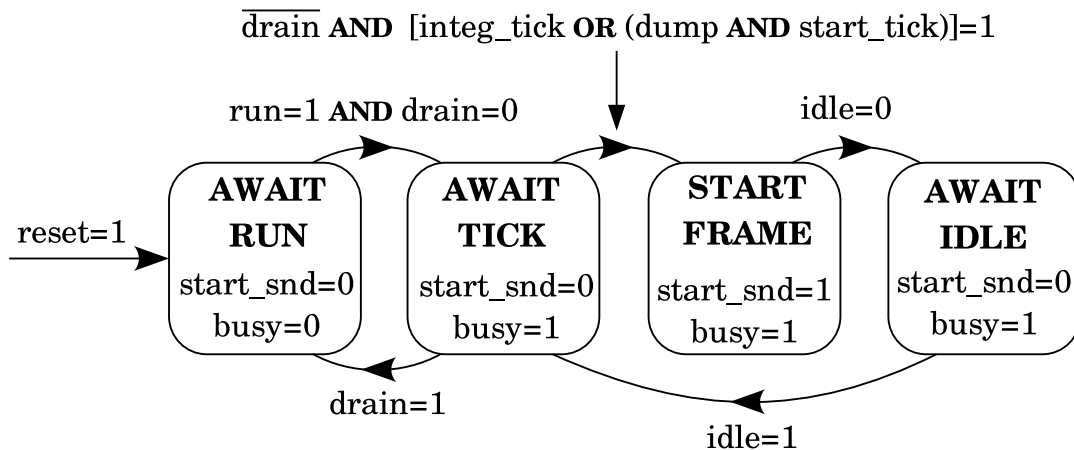 d̅r̅a̅i̅n̅ AND [integ_tick OR (dump AND start_tick)]=1
run=1 AND drain=0
idle=0
reset=1
AWAIT
RUN
start_snd=0
busy=0
AWAIT
TICK
start_snd=0
busy=1
START
FRAME
start_snd=1
busy=1
AWAIT
IDLE
start_snd=0
busy=1
drain=1
idle=1